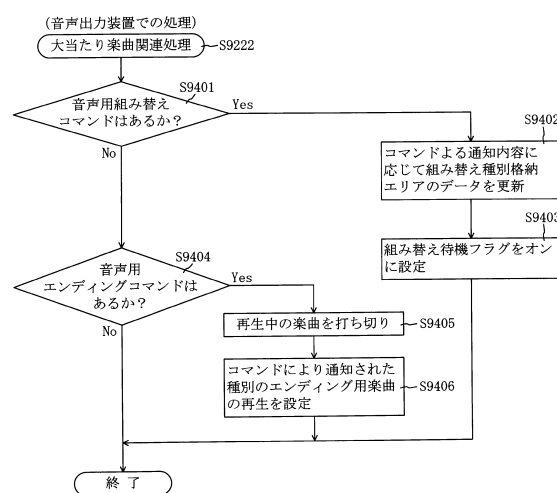 (音声出力装置での処理)
大当たり楽曲関連処理
S9222
S9401
音声用組み替え
コマンドはあるか?
Yes
No
S9402
コマンドよる通知内容に
応じて組み替え種別格納
エリアのデータを更新
S9403
組み替え待機フラグをオン
に設定
S9404
音声用
エンディングコマンドは
あるか?
Yes
No
再生中の楽曲を打ち切り
S9405
コマンドにより通知された
種別のエンディング用楽曲
の再生を設定
S9406
終 了